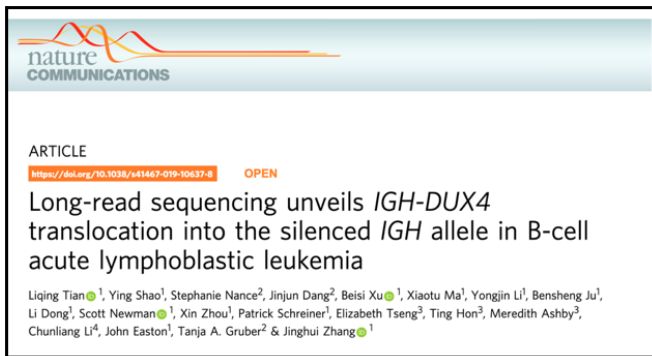 nature
COMMUNICATIONS
ARTICLE
https://doi.org/10.1038/s41467-019-10637-8 OPEN
Long-read sequencing unveils IGH-DUX4
translocation into the silenced IGH allele in B-cell
acute lymphoblastic leukemia
Liqing Tian 1, Ying Shao1, Stephanie Nance2, Jinjun Dang2, Beisi Xu 1, Xiaotu Ma1, Yongjin Li1, Bensheng Ju1,
Li Dong1, Scott Newman 1, Xin Zhou1, Patrick Schreiner1, Elizabeth Tseng3, Ting Hon3, Meredith Ashby3,
Chunliang Li4, John Easton1, Tanja A. Gruber2 & Jinghui Zhang 1